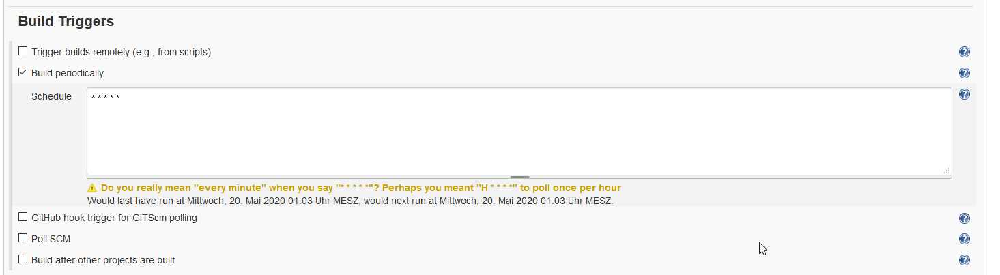 Build Triggers
Trigger builds remotely (e.g., from scripts)
Build periodically
Schedule
* * * * *
Do you really mean "every minute" when you say "* * * * *"? Perhaps you meant "H * * * *" to poll once per hour
Would last have run at Mittwoch, 20. Mai 2020 01:03 Uhr MESZ; would next run at Mittwoch, 20. Mai 2020 01:03 Uhr MESZ.
GitHub hook trigger for GITScm polling
Poll SCM
Build after other projects are built